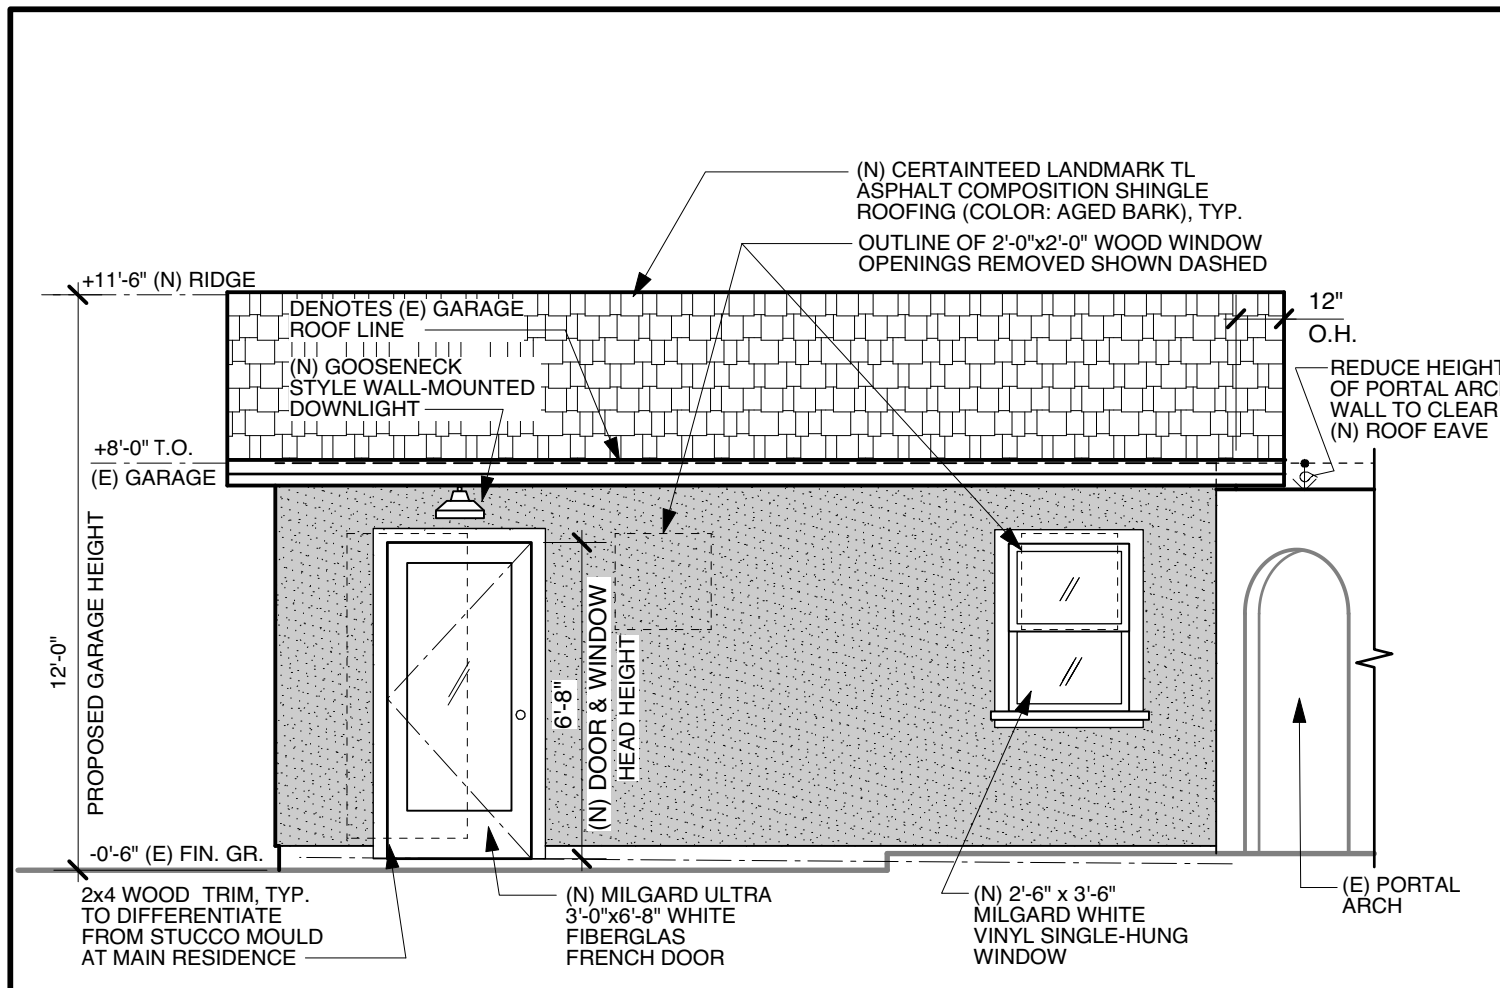 (N) CERTAINTEED LANDMARK TL
ASPHALT COMPOSITION SHINGLE
ROOFING (COLOR: AGED BARK), TYP.
OUTLINE OF 2'-0"x2'-0" WOOD WINDOW
OPENINGS REMOVED SHOWN DASHED
+11'-6" (N) RIDGE
DENOTES (E) GARAGE
ROOF LINE
(N) GOOSENECK
STYLE WALL-MOUNTED
DOWNLIGHT
12"
O.H.
REDUCE HEIGHT
OF PORTAL ARC
WALL TO CLEAR
(N) ROOF EAVE
+8'-0" T.O.
(E) GARAGE
12'-0"
PROPOSED GARAGE HEIGHT
6'-8"
(N) DOOR & WINDOW
HEAD HEIGHT
-0'-6" (E) FIN. GR.
2x4 WOOD TRIM, TYP.
TO DIFFERENTIATE
FROM STUCCO MOULD
AT MAIN RESIDENCE
(N) MILGARD ULTRA
3'-0"x6'-8" WHITE
FIBERGLAS
FRENCH DOOR
(N) 2'-6" x 3'-6"
MILGARD WHITE
VINYL SINGLE-HUNG
WINDOW
(E) PORTAL
ARCH